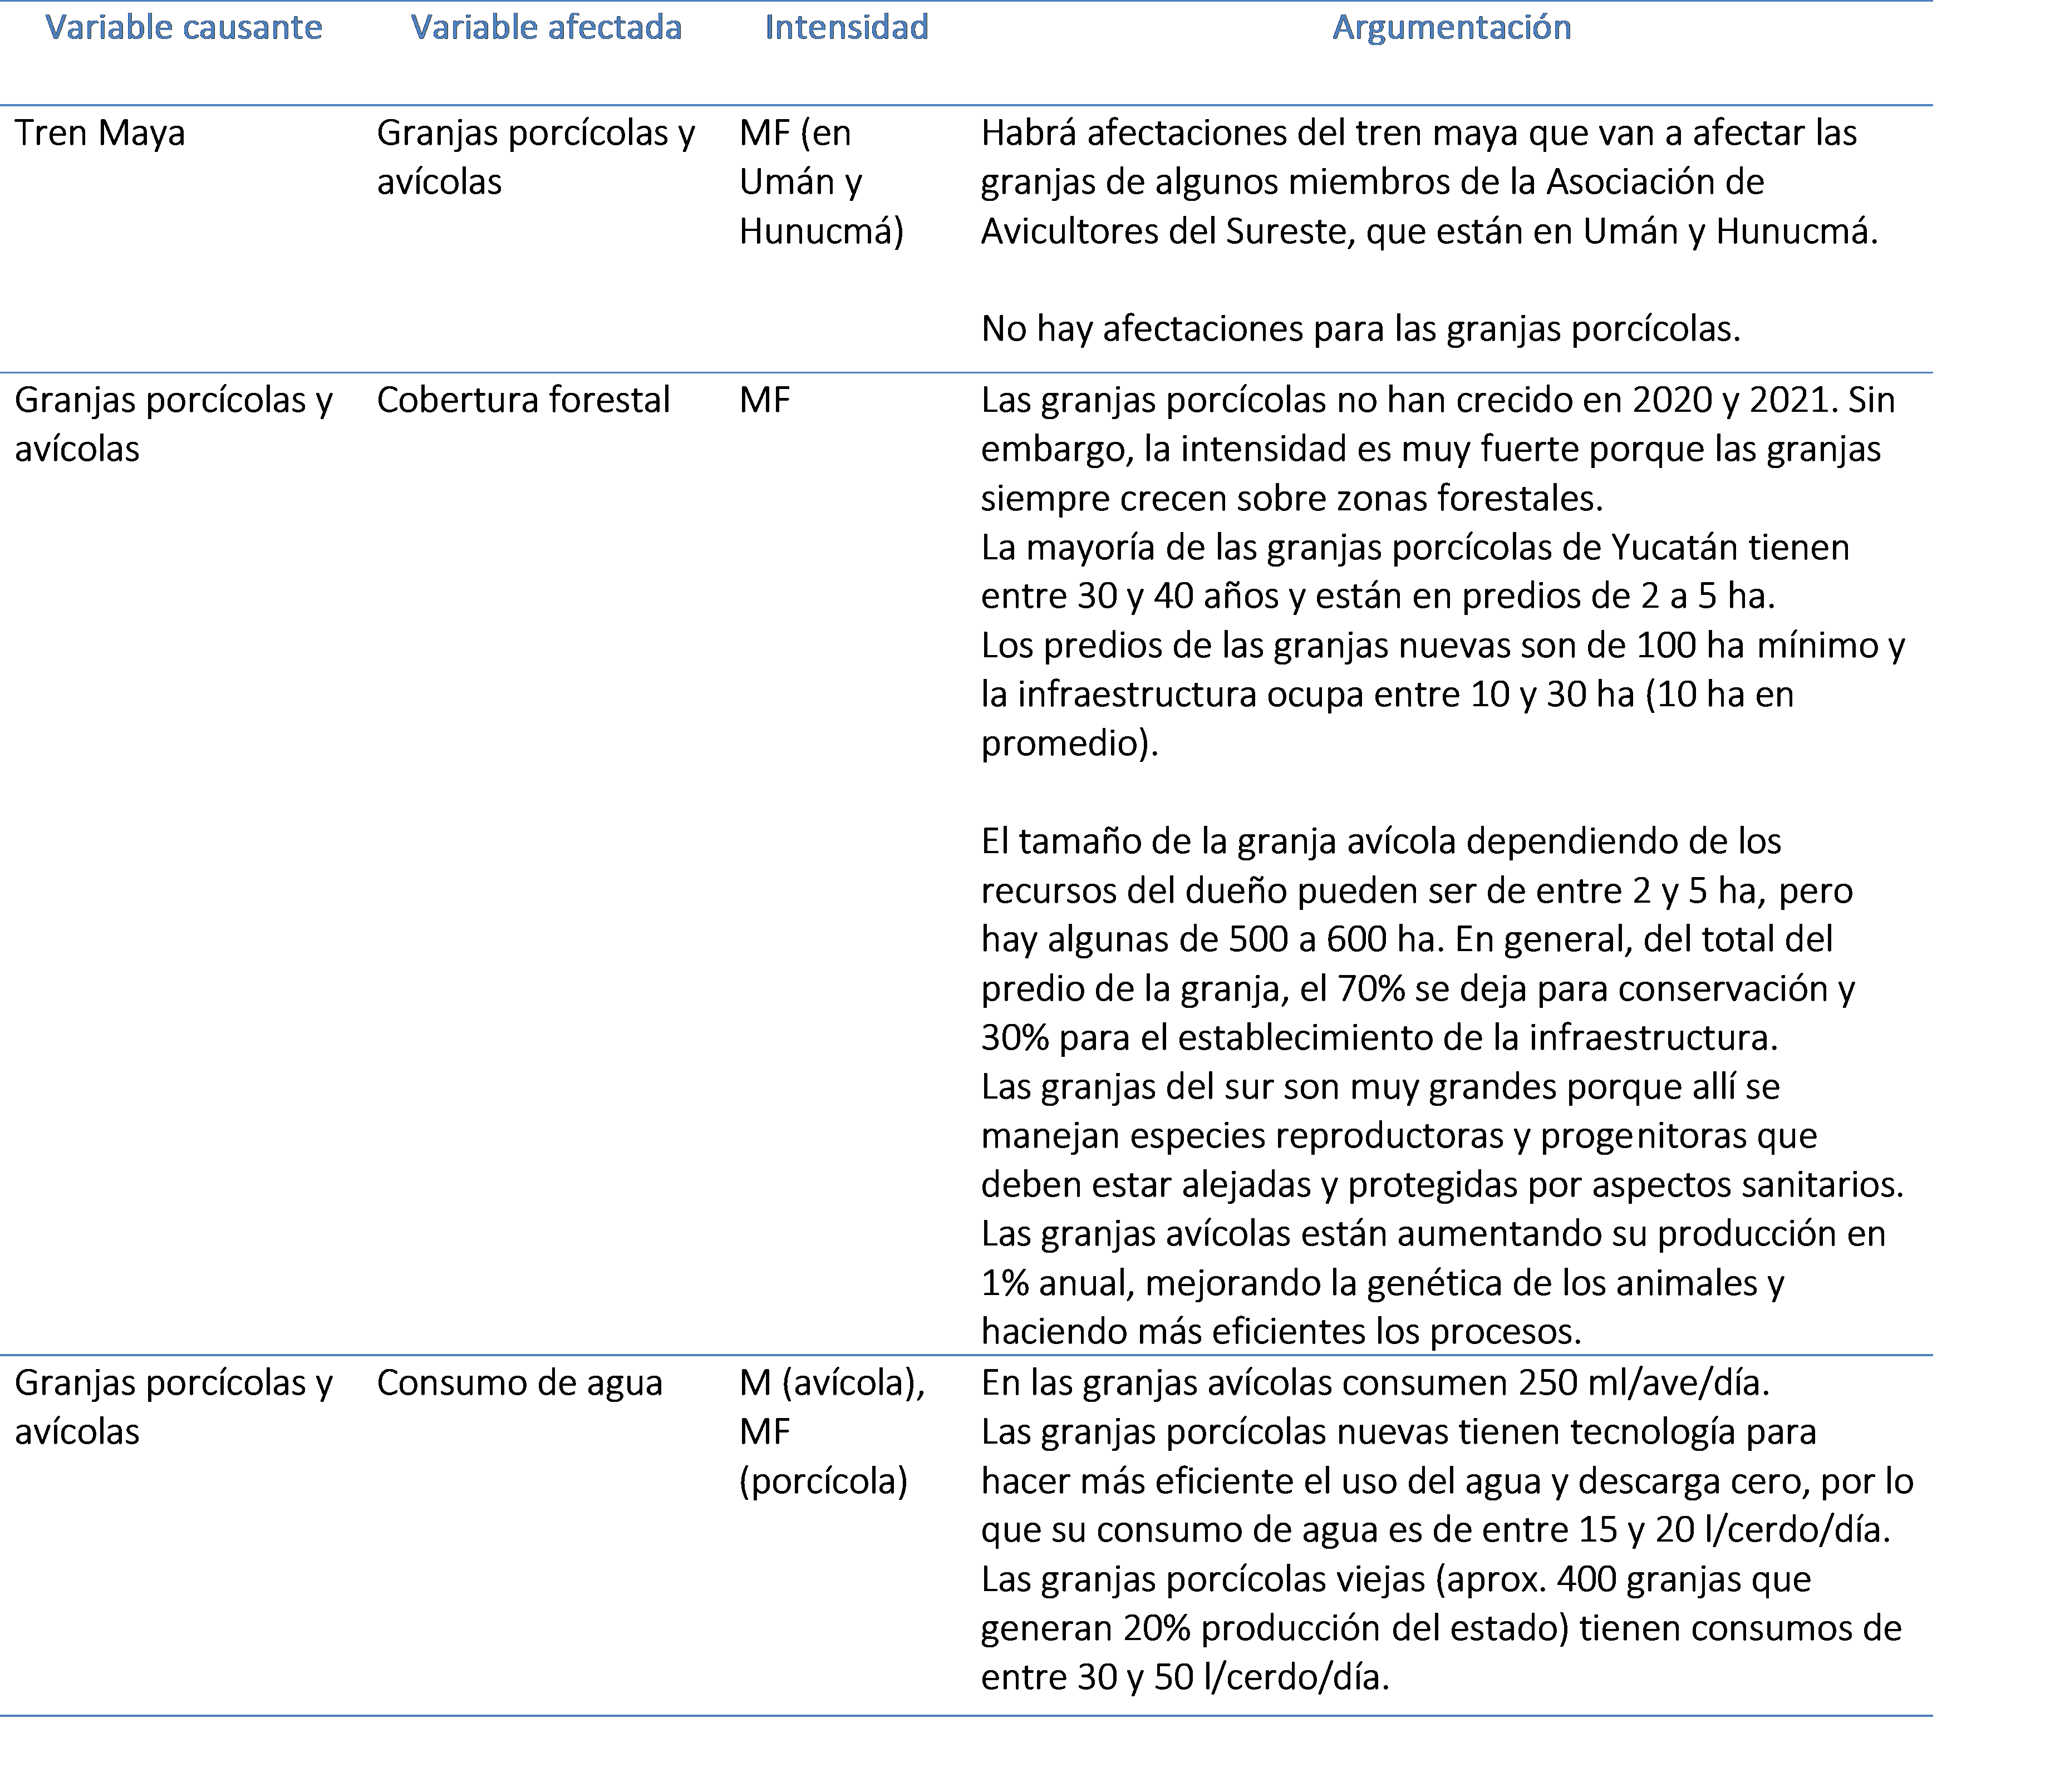 Variable causante Variable afectada Intensidad Argumentación
Tren Maya Granjas porcícolas y MF (en Habrá afectaciones del tren maya que van a afectar las
avícolas Umán y granjas de algunos miembros de la Asociación de
Hunucmá) Avicultores del Sureste, que están en Umán y Hunucmá.
No hay afectaciones para las granjas porcícolas.
Granjas porcícolas y Cobertura forestal MF Las granjas porcícolas no han crecido en 2020 y 2021. Sin
avícolas embargo, la intensidad es muy fuerte porque las granjas
siempre crecen sobre zonas forestales.
La mayoría de las granjas porcícolas de Yucatán tienen
entre 30 y 40 años y están en predios de 2 a 5 ha.
Los predios de las granjas nuevas son de 100 ha mínimo y
la infraestructura ocupa entre 10 y 30 ha (10 ha en
promedio).
El tamaño de la granja avícola dependiendo de los
recursos del dueño pueden ser de entre 2 y 5 ha, pero
hay algunas de 500 a 600 ha. En general, del total del
predio de la granja, el 70% se deja para conservación y
30% para el establecimiento de la infraestructura.
Las granjas del sur son muy grandes porque allí se
manejan especies reproductoras y progenitoras que
deben estar alejadas y protegidas por aspectos sanitarios.
Las granjas avícolas están aumentando su producción en
1% anual, mejorando la genética de los animales y
haciendo más eficientes los procesos.
Granjas porcícolas y Consumo de agua M (avícola), En las granjas avícolas consumen 250 ml/ave/día.
avícolas MF Las granjas porcícolas nuevas tienen tecnología para
(porcícola) hacer más eficiente el uso del agua y descarga cero, por lo
que su consumo de agua es de entre 15 y 20 l/cerdo/día.
Las granjas porcícolas viejas (aprox. 400 granjas que
generan 20% producción del estado) tienen consumos de
entre 30 y 50 l/cerdo/día.